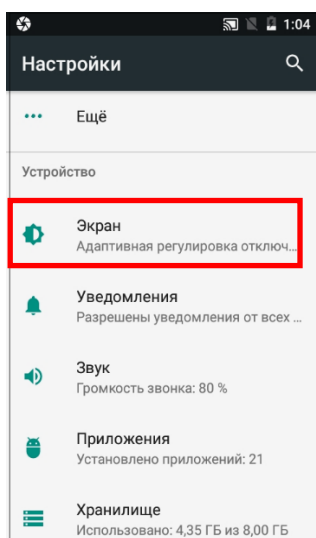 1:04
Настройки
Ещё
Устройство
Экран
Адаптивная регулировка отключ...
Уведомления
Разрешены уведомления от всех ...
Звук
Громкость звонка: 80 %
Приложения
Установлено приложений: 21
Хранилище
Использовано: 4,35 ГБ из 8,00 ГБ